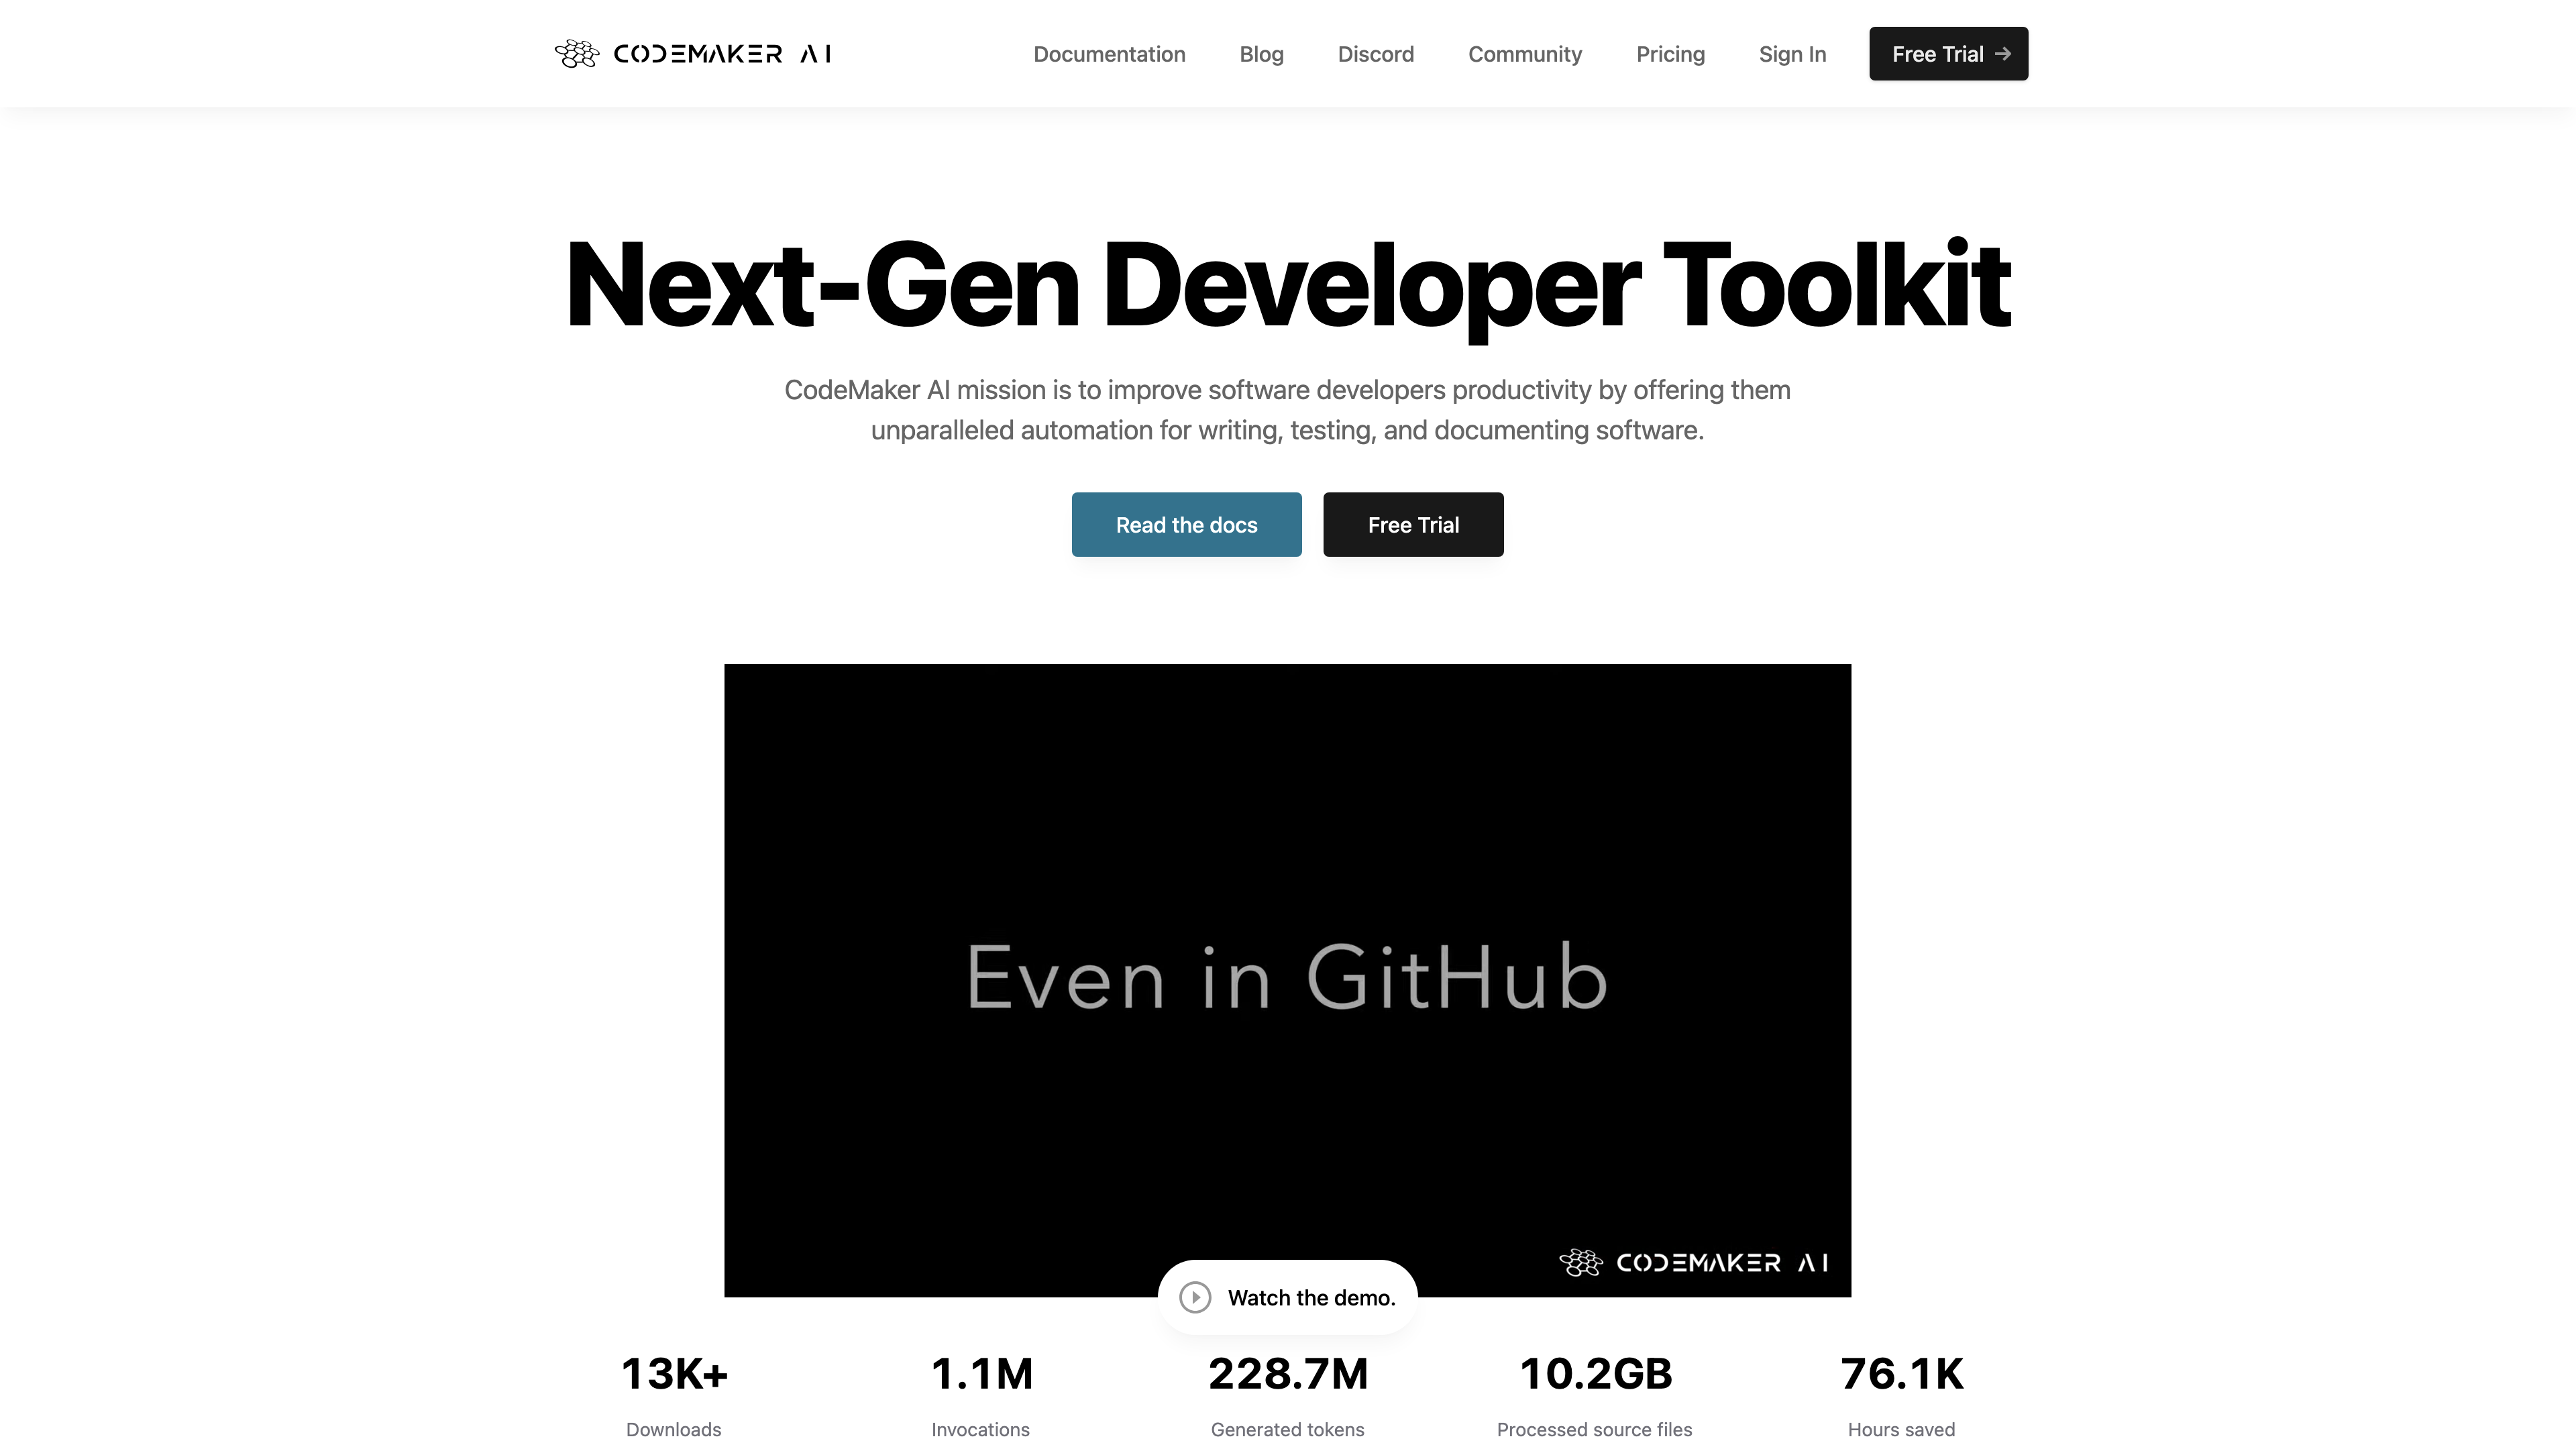 CODEMAKER AI
Documentation
Blog
Discord
Community
Pricing
Sign In
Free Trial →
Next-Gen Developer Toolkit
CodeMaker AI mission is to improve software developers productivity by offering them
unparalleled automation for writing, testing, and documenting software.
Read the docs
Free Trial
Even in GitHub
CODEMAKER AI
Watch the demo.
13K+
Downloads
1.1M
Invocations
228.7M
Generated tokens
10.2GB
Processed source files
76.1K
Hours saved